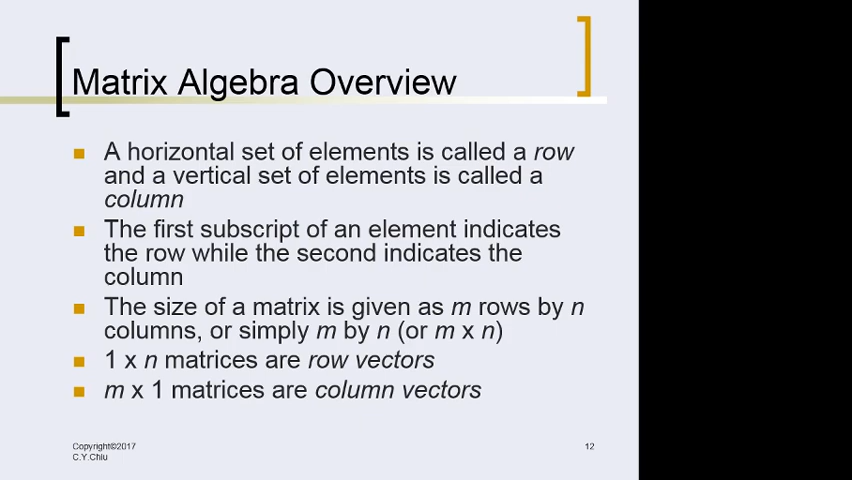 Matrix Algebra Overview
A horizontal set of elements is called a row
and a vertical set of elements is called a
column
The first subscript of an element indicates
the row while the second indicates the
column
The size of a matrix is given as m rows by n
columns, or simply m by n (or m x n)
1 x n matrices are row vectors
m x 1 matrices are column vectors
Copyright©2017
C.Y.Chiu
12